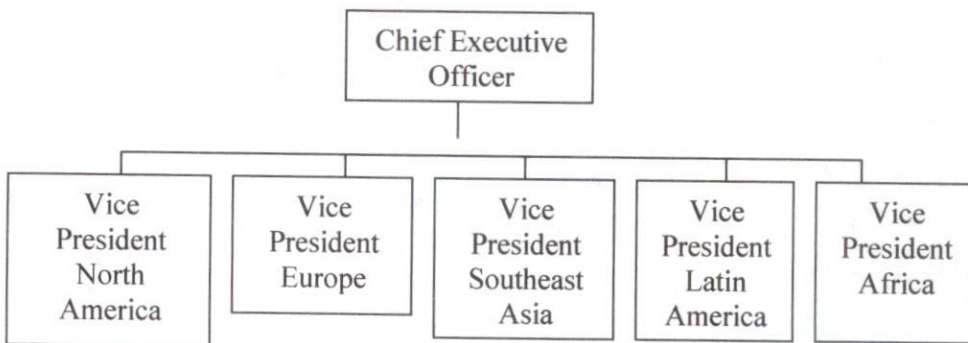 Chief Executive
Officer
Vice
President
North
America
Vice
President
Europe
Vice
President
Southeast
Asia
Vice
President
Latin
America
Vice
President
Africa